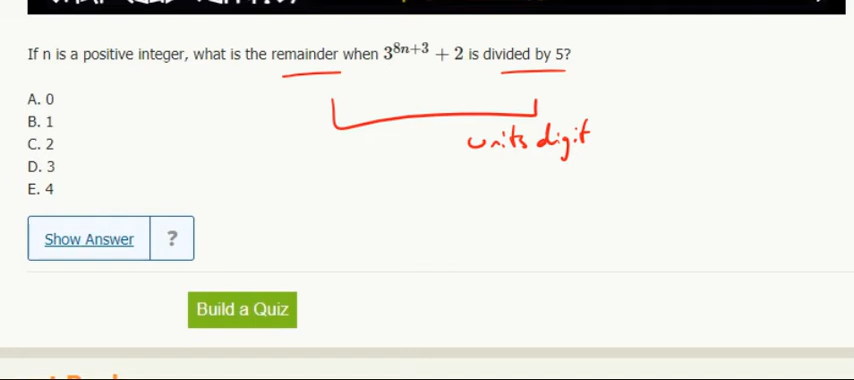 If n is a positive integer, what is the remainder when 3^{8n+3} + 2 is divided by 5?
units digit
A. 0
B. 1
C. 2
D. 3
E. 4
Show Answer ?
Build a Quiz